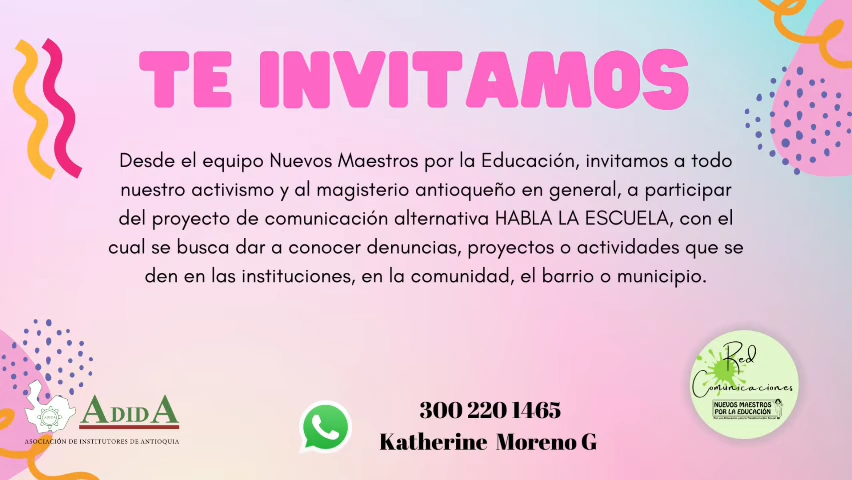 TE INVITAMOS
Desde el equipo Nuevos Maestros por la Educación, invitamos a todo
nuestro activismo y al magisterio antioqueño en general, a participar
del proyecto de comunicación alternativa HABLA LA ESCUELA, con el
cual se busca dar a conocer denuncias, proyectos o actividades que se
den en las instituciones, en la comunidad, el barrio o municipio.
Red
Comunicaciones
NUEVOS MAESTROS
POR LA EDUCACIÓN
ADIDA
ASOCIACIÓN DE INSTITUTORES DE ANTIOQUIA
300 220 1465
Katherine Moreno G